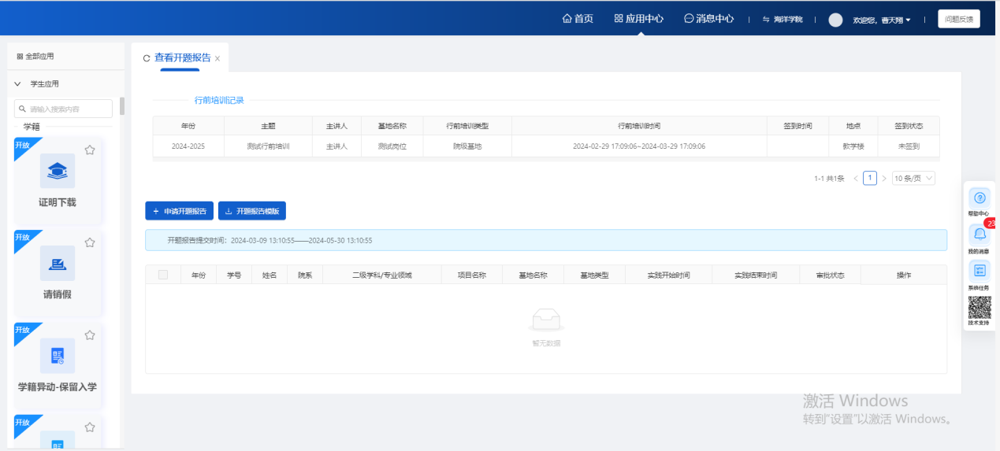 首页 应用中心 消息中心 海洋学院 欢迎您，曹天翔 问题反馈
全部应用
学生应用
请输入搜索内容
学籍
开放
证明下载
开放
请销假
开放
学籍异动-保留入学
开放
查看开题报告
行前培训记录
年份 主题 主讲人 基地名称 行前培训类型 行前培训时间 签到时间 地点 签到状态
2024-2025 测试行前培训 主讲人 测试岗位 院级基地 2024-02-29 17:09:06~2024-03-29 17:09:06 教学楼 未签到
1-1 共1条 < 1 > 10 条/页
+ 申请开题报告 开题报告模版
开题报告提交时间：2024-03-09 13:10:55——2024-05-30 13:10:55
年份 学号 姓名 院系 二级学科/专业领域 项目名称 基地名称 基地类型 实践开始时间 实践结束时间 审批状态 操作
暂无数据
帮助中心
23
我的消息
系统任务
技术支持
激活 Windows
转到"设置"以激活 Windows。